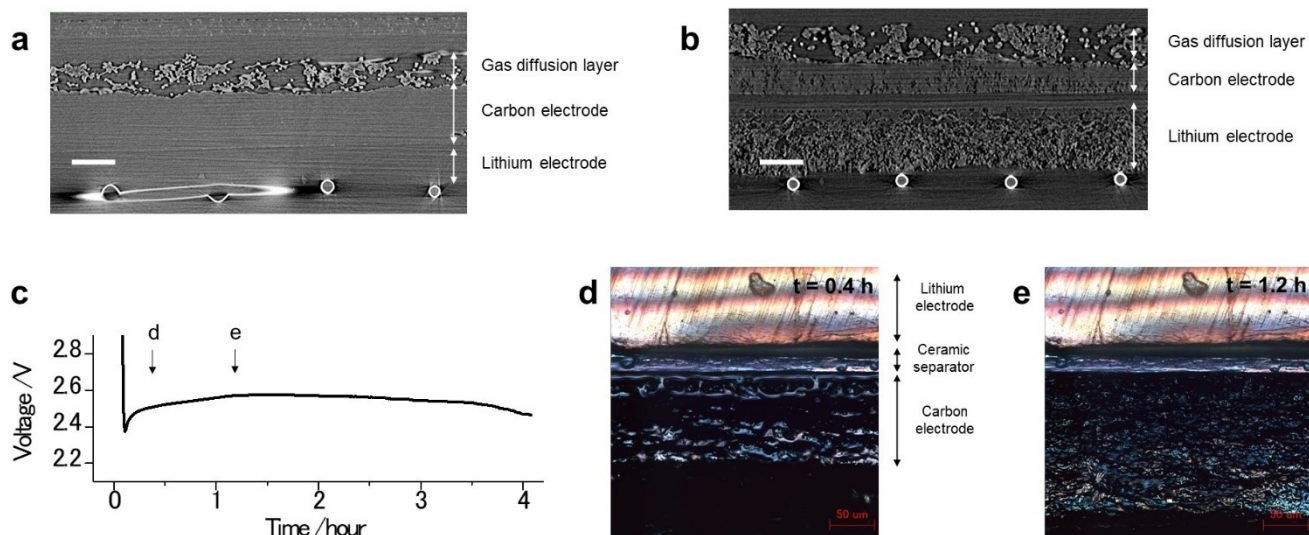 a
Gas diffusion layer
Carbon electrode
Lithium electrode
b
Gas diffusion layer
Carbon electrode
Lithium electrode
c
d
e
2.8
2.6
2.4
2.2
Voltage /V
0 1 2 3 4
Time /hour
d
t = 0.4 h
50 um
Lithium
electrode
Ceramic
separator
Carbon
electrode
e
t = 1.2 h
50 um